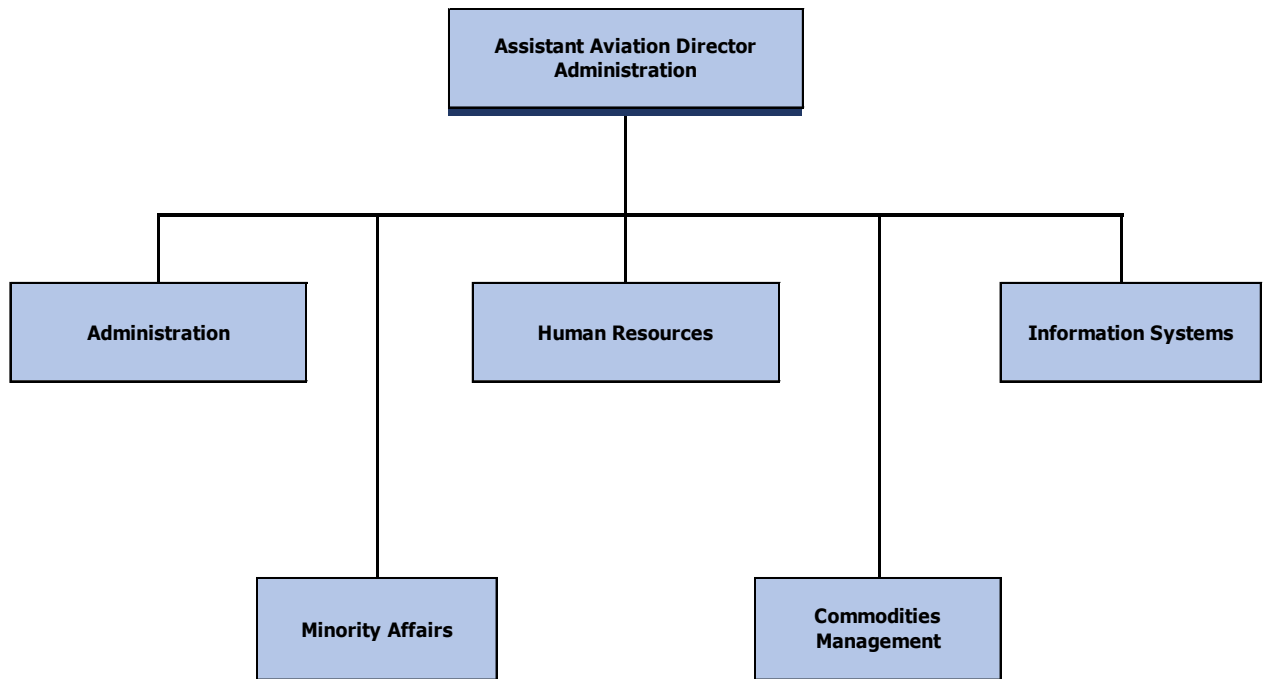 Assistant Aviation Director
Administration
Administration
Human Resources
Information Systems
Minority Affairs
Commodities
Management